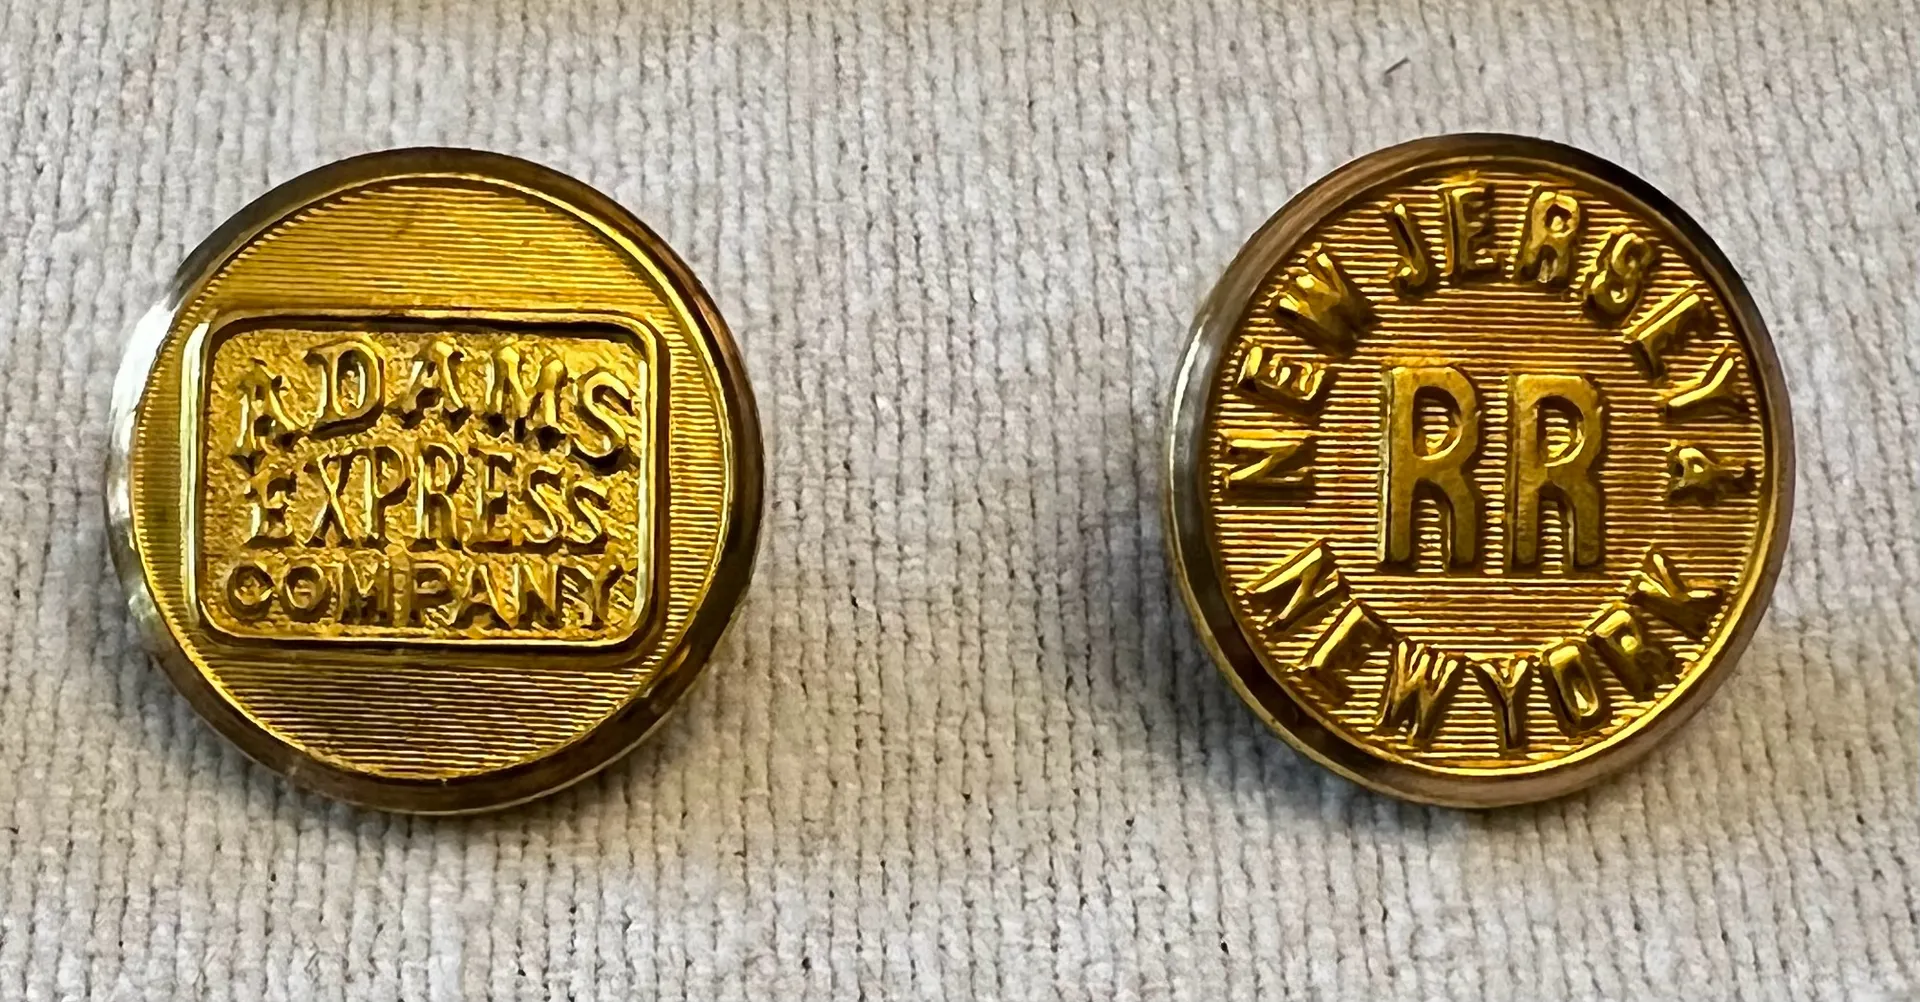 ADAMS
EXPRESS
COMPANY
NEW JERSEY &
RR
NEW YORK